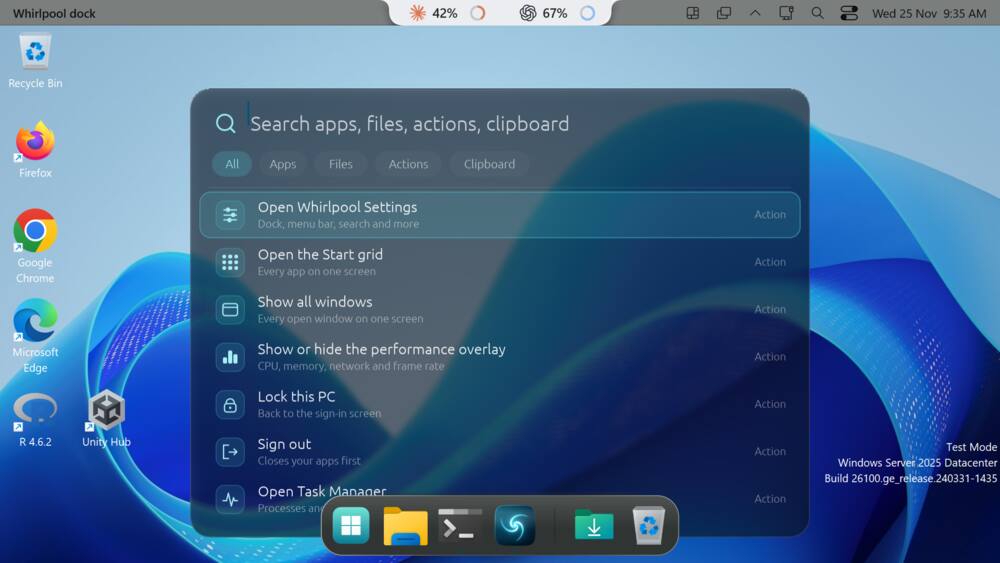 Whirlpool dock
42%
67%
Wed 25 Nov 9:35 AM
Recycle Bin
Firefox
Google
Chrome
Microsoft
Edge
R 4.6.2
Unity Hub
Search apps, files, actions, clipboard
All
Apps
Files
Actions
Clipboard
Open Whirlpool Settings
Dock, menu bar, search and more
Action
Open the Start grid
Every app on one screen
Action
Show all windows
Every open window on one screen
Action
Show or hide the performance overlay
CPU, memory, network and frame rate
Action
Lock this PC
Back to the sign-in screen
Action
Sign out
Closes your apps first
Action
Open Task Manager
Processes
Action
Test Mode
Windows Server 2025 Datacenter
Build 26100.ge_release.240331-1435